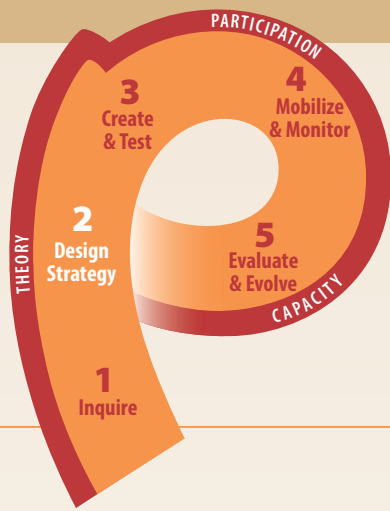 PARTICIPATION
3
Create
& Test
4
Mobilize
& Monitor
THEORY
2
Design
Strategy
5
Evaluate
& Evolve
CAPACITY
1
Inquire